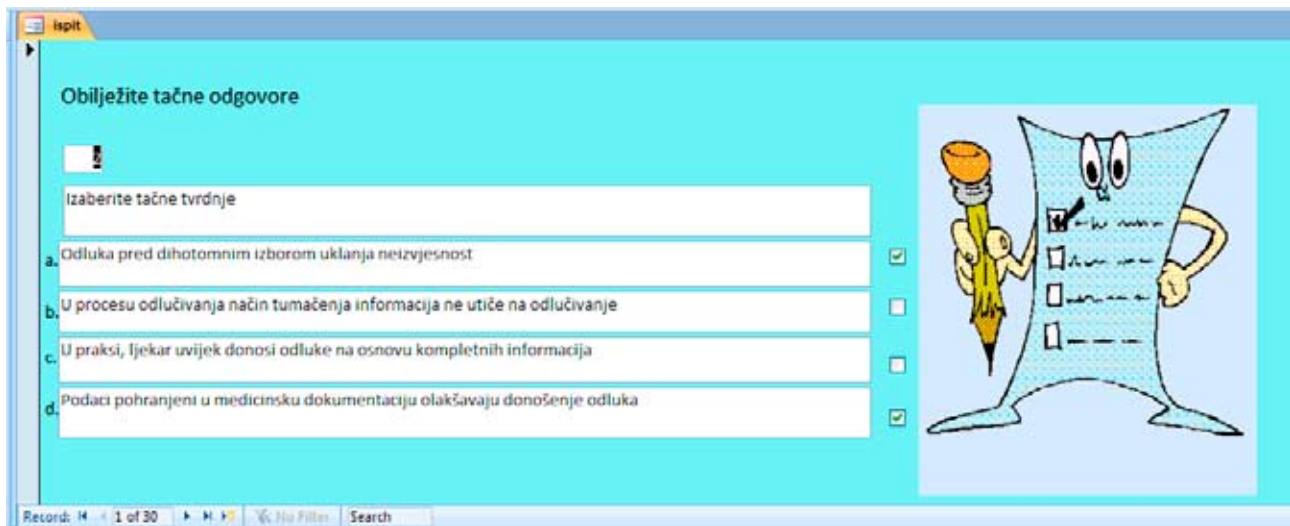 ispit
Obilježite tačne odgovore
Izaberite tačne tvrdnje
a. Odluka pred dihotomnim izborom uklanja neizvjesnost
b. U procesu odlučivanja način tumačenja informacija ne utiče na odlučivanje
c. U praksi, ljekar uvijek donosi odluke na osnovu kompletnih informacija
d. Podaci pohranjeni u medicinsku dokumentaciju olakšavaju donošenje odluka
Record: 1 of 30 No Filter Search